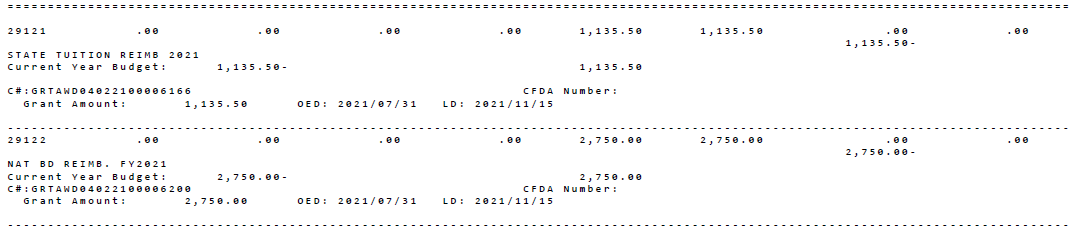 29121 .00 .00 .00 .00 1,135.50 1,135.50 .00 .00
1,135.50-
STATE TUITION REIMB 2021
Current Year Budget: 1,135.50- 1,135.50
C#:GRTAWD04022100006166 CFDA Number:
Grant Amount: 1,135.50 OED: 2021/07/31 LD: 2021/11/15
29122 .00 .00 .00 .00 2,750.00 2,750.00 .00 .00
2,750.00-
NAT BD REIMB. FY2021
Current Year Budget: 2,750.00- 2,750.00
C#:GRTAWD04022100006200 CFDA Number:
Grant Amount: 2,750.00 OED: 2021/07/31 LD: 2021/11/15